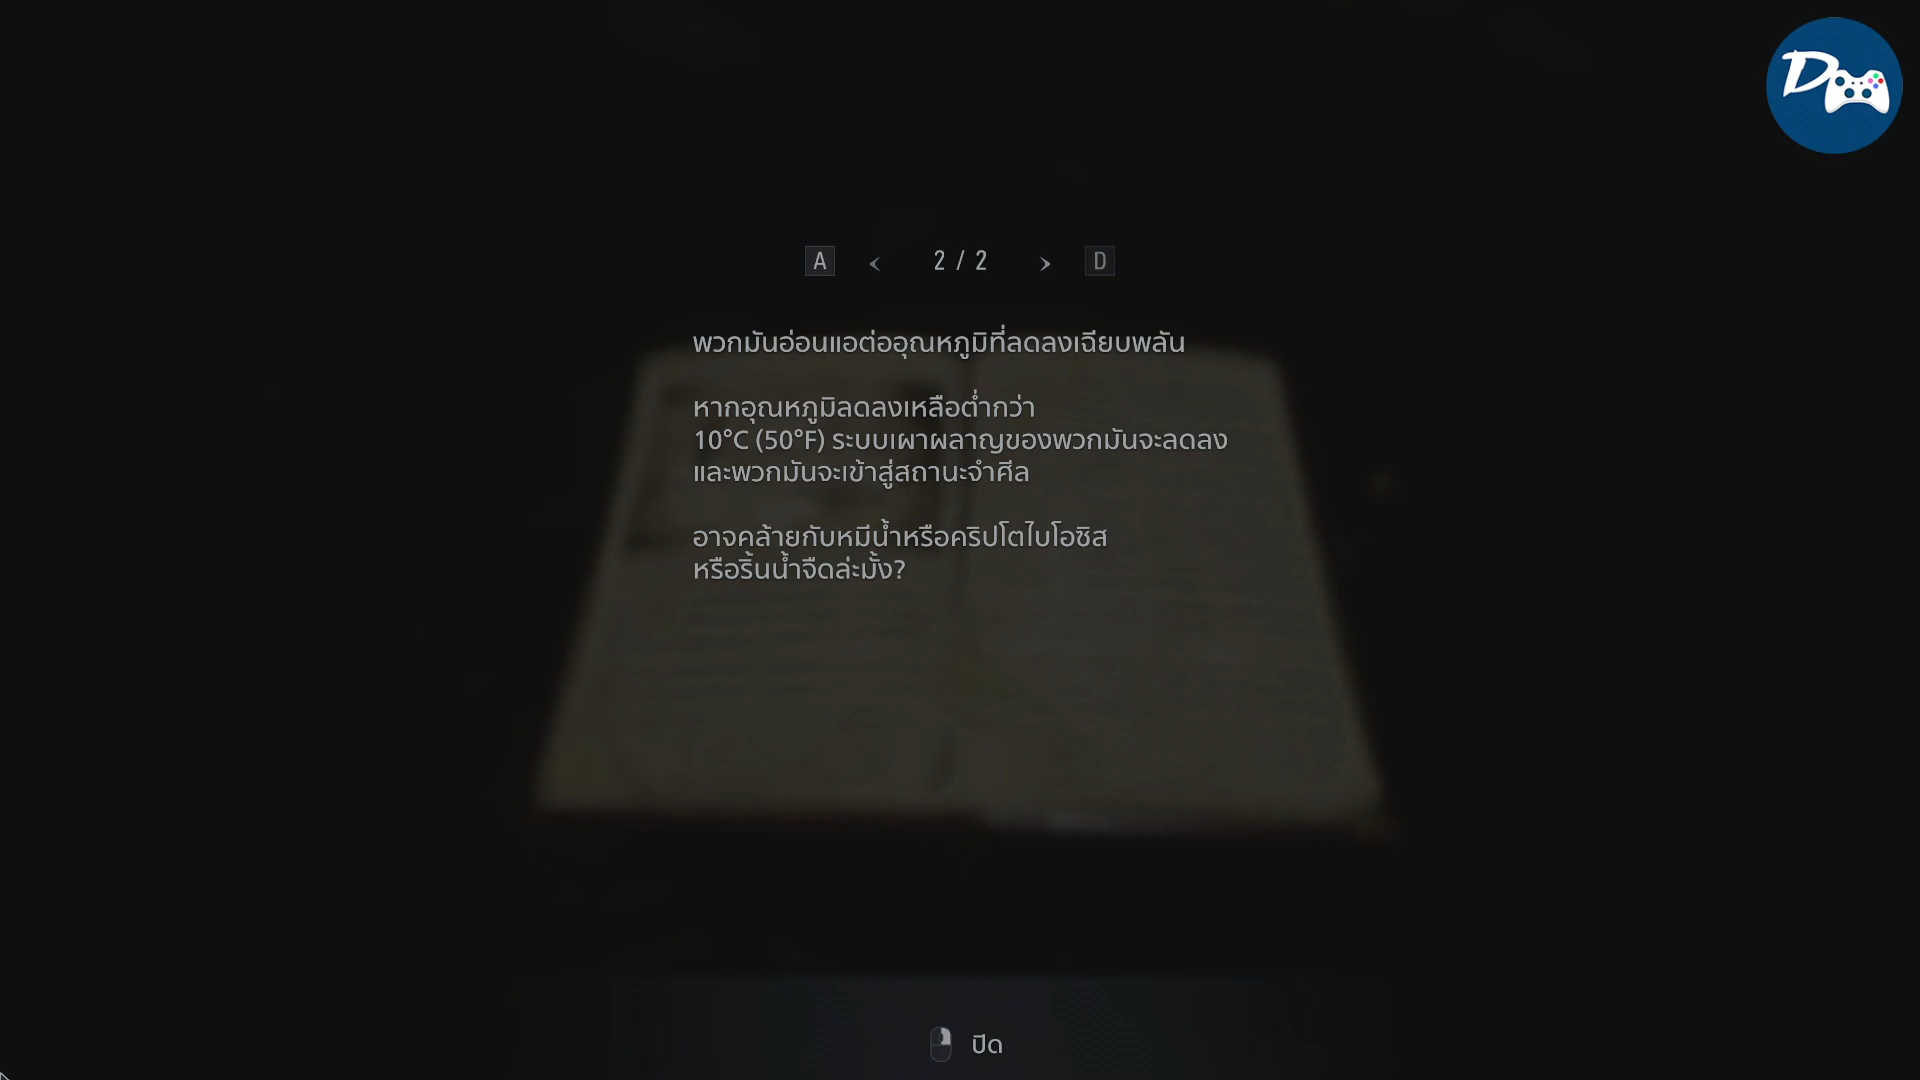 A < 2 / 2 > D
พวกมันอ่อนแอต่ออุณหภูมิที่ลดลงเฉียบพลัน
หากอุณหภูมิลดลงเหลือต่ำกว่า
10°C (50°F) ระบบเผาผลาญของพวกมันจะลดลง
และพวกมันจะเข้าสู่สถานะจำศีล
อาจคล้ายกับหมีน้ำหรือคริปโตไบโอซิส
หรือริ้นน้ำจืดล่ะมั้ง?
ปิด